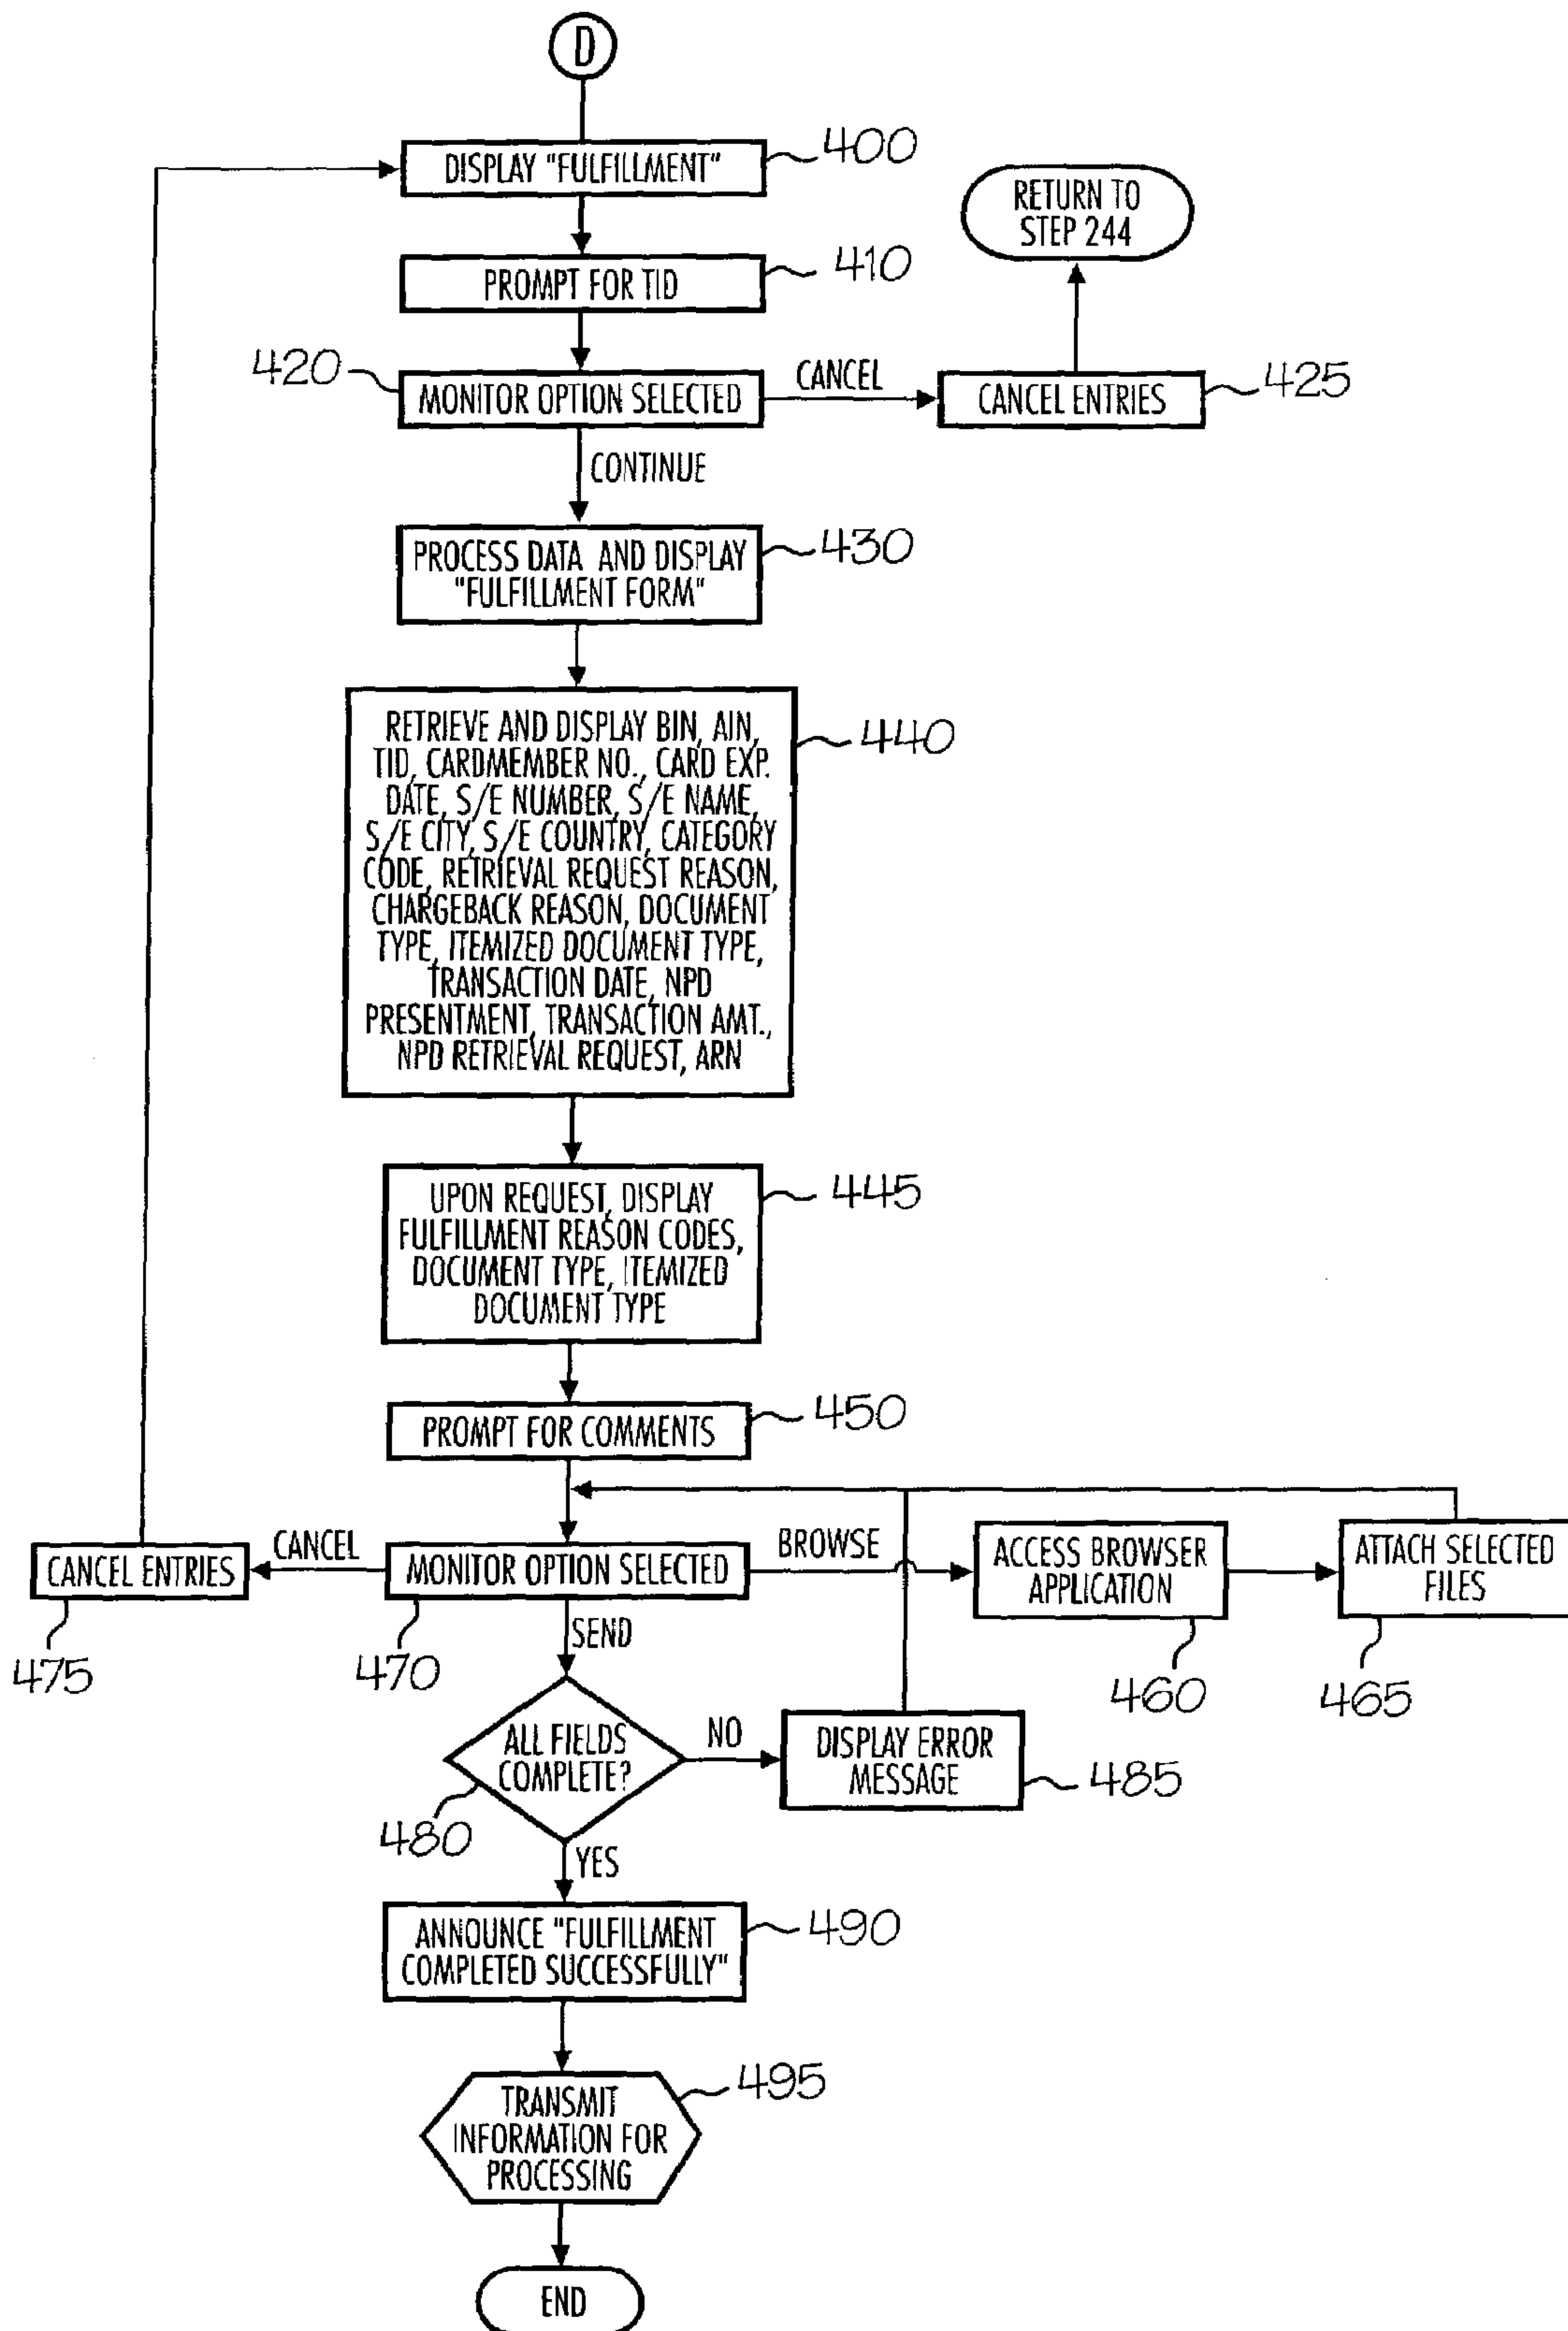 D
DISPLAY "FULFILLMENT"
400
RETURN TO
STEP 244
PROMPT FOR TID
410
420
MONITOR OPTION SELECTED
CANCEL
CANCEL ENTRIES
425
CONTINUE
PROCESS DATA AND DISPLAY
"FULFILLMENT FORM"
430
RETRIEVE AND DISPLAY BIN, AIN,
TID, CARDMEMBER NO., CARD EXP.
DATE, S/E NUMBER, S/E NAME,
S/E CITY, S/E COUNTRY, CATEGORY
CODE, RETRIEVAL REQUEST REASON,
CHARGEBACK REASON, DOCUMENT
TYPE, ITEMIZED DOCUMENT TYPE,
TRANSACTION DATE, NPD
PRESENTMENT, TRANSACTION AMT.,
NPD RETRIEVAL REQUEST, ARN
440
UPON REQUEST, DISPLAY
FULFILLMENT REASON CODES,
DOCUMENT TYPE, ITEMIZED
DOCUMENT TYPE
445
PROMPT FOR COMMENTS
450
CANCEL ENTRIES
475
CANCEL
MONITOR OPTION SELECTED
470
BROWSE
ACCESS BROWSER
APPLICATION
460
ATTACH SELECTED
FILES
465
SEND
ALL FIELDS
COMPLETE?
480
NO
DISPLAY ERROR
MESSAGE
485
YES
ANNOUNCE "FULFILLMENT
COMPLETED SUCCESSFULLY"
490
TRANSMIT
INFORMATION FOR
PROCESSING
495
END